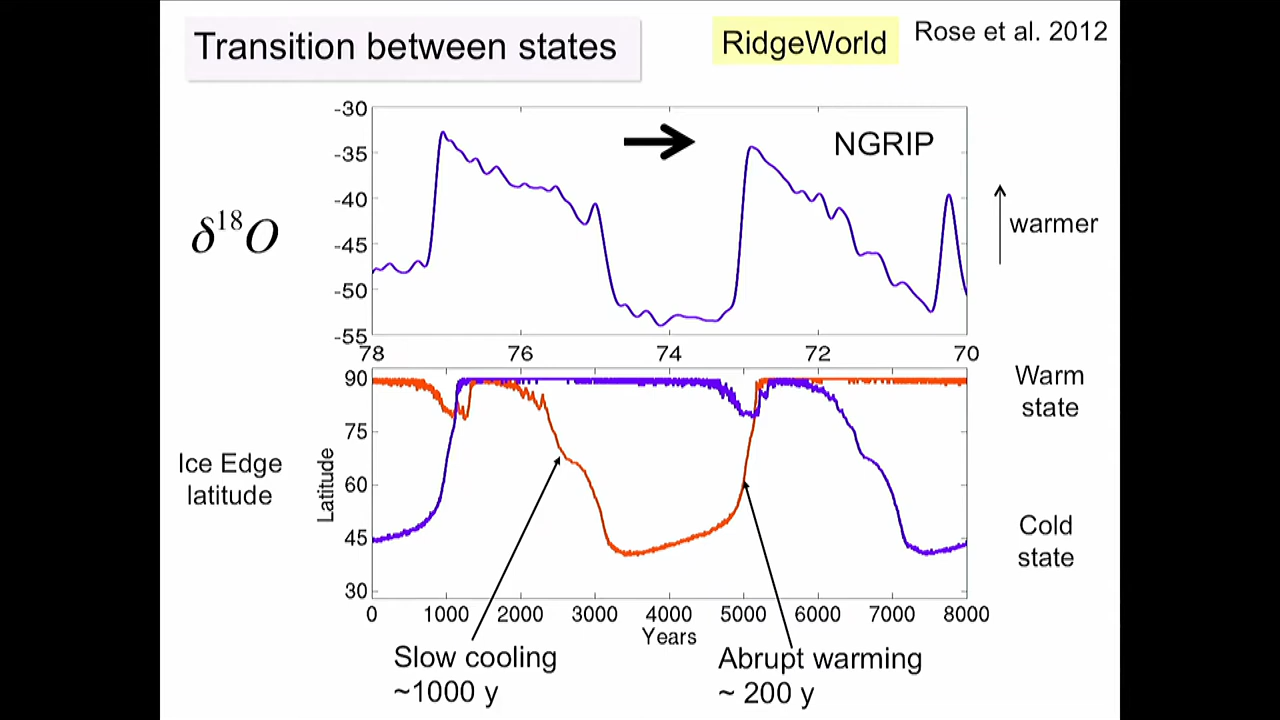 Transition between states
RidgeWorld
Rose et al. 2012
-30
-35
-40
-45
-50
-55
NGRIP
δ¹⁸O
warmer
78
76
74
72
70
90
75
60
45
30
Latitude
Ice Edge
latitude
Warm
state
Cold
state
0
1000
2000
3000
4000
5000
6000
7000
8000
Years
Slow cooling
~1000 y
Abrupt warming
~ 200 y